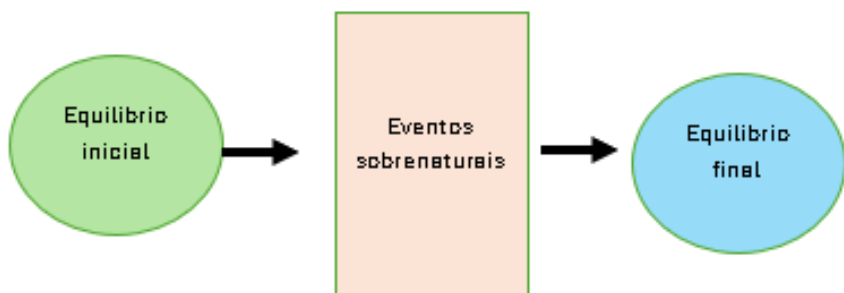 Equilibrio
inicial
Eventos
sobrenaturais
Equilibrio
final